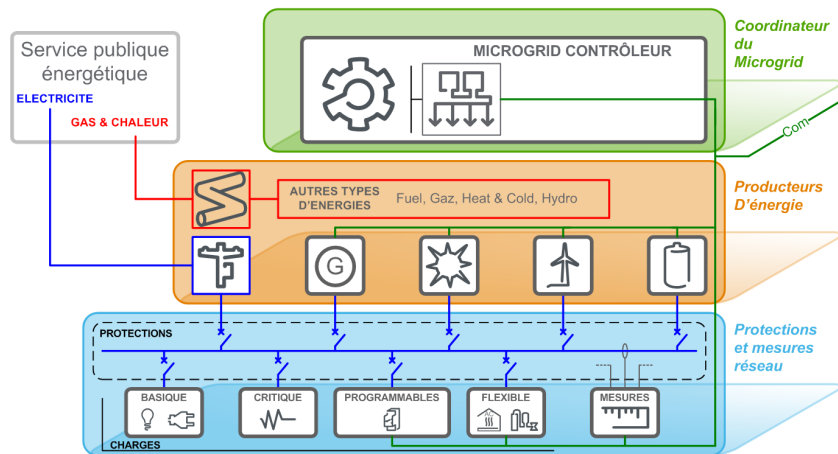 Service publique
énergétique
ELECTRICITE
GAS & CHALEUR
MICROGRID CONTRÔLEUR
Coordinateur
du
Microgrid
Com
AUTRES TYPES
D'ENERGIES
Fuel, Gaz, Heat & Cold, Hydro
Producteurs
D'énergie
G
PROTECTIONS
Protections
et mesures
réseau
BASIQUE
CRITIQUE
PROGRAMMABLES
FLEXIBLE
MESURES
CHARGES